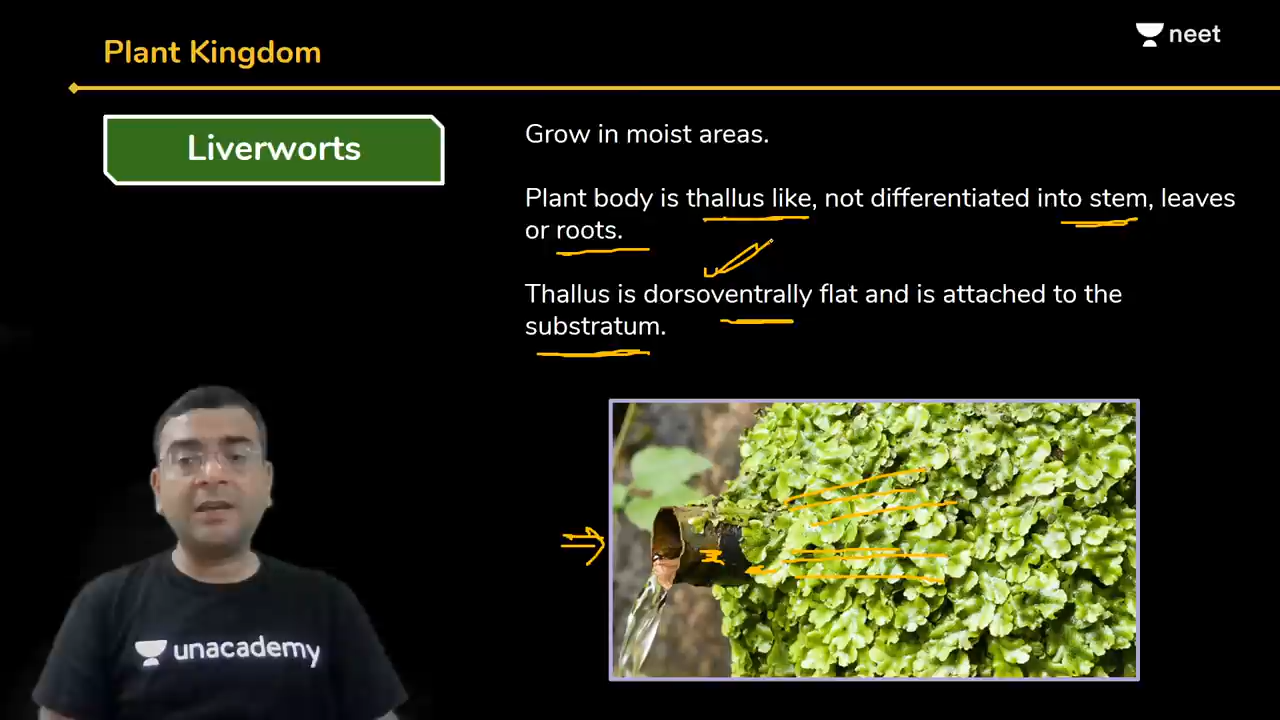 Plant Kingdom
neet
Liverworts
Grow in moist areas.
Plant body is thallus like, not differentiated into stem, leaves
or roots.
Thallus is dorsoventrally flat and is attached to the
substratum.
unacademy